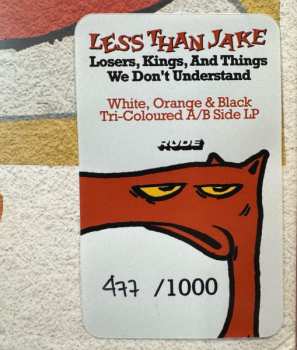 LESS THAN JAKE
Losers, Kings, And Things
We Don't Understand
White, Orange & Black
Tri-Coloured A/B Side LP
RUDE
477 /1000